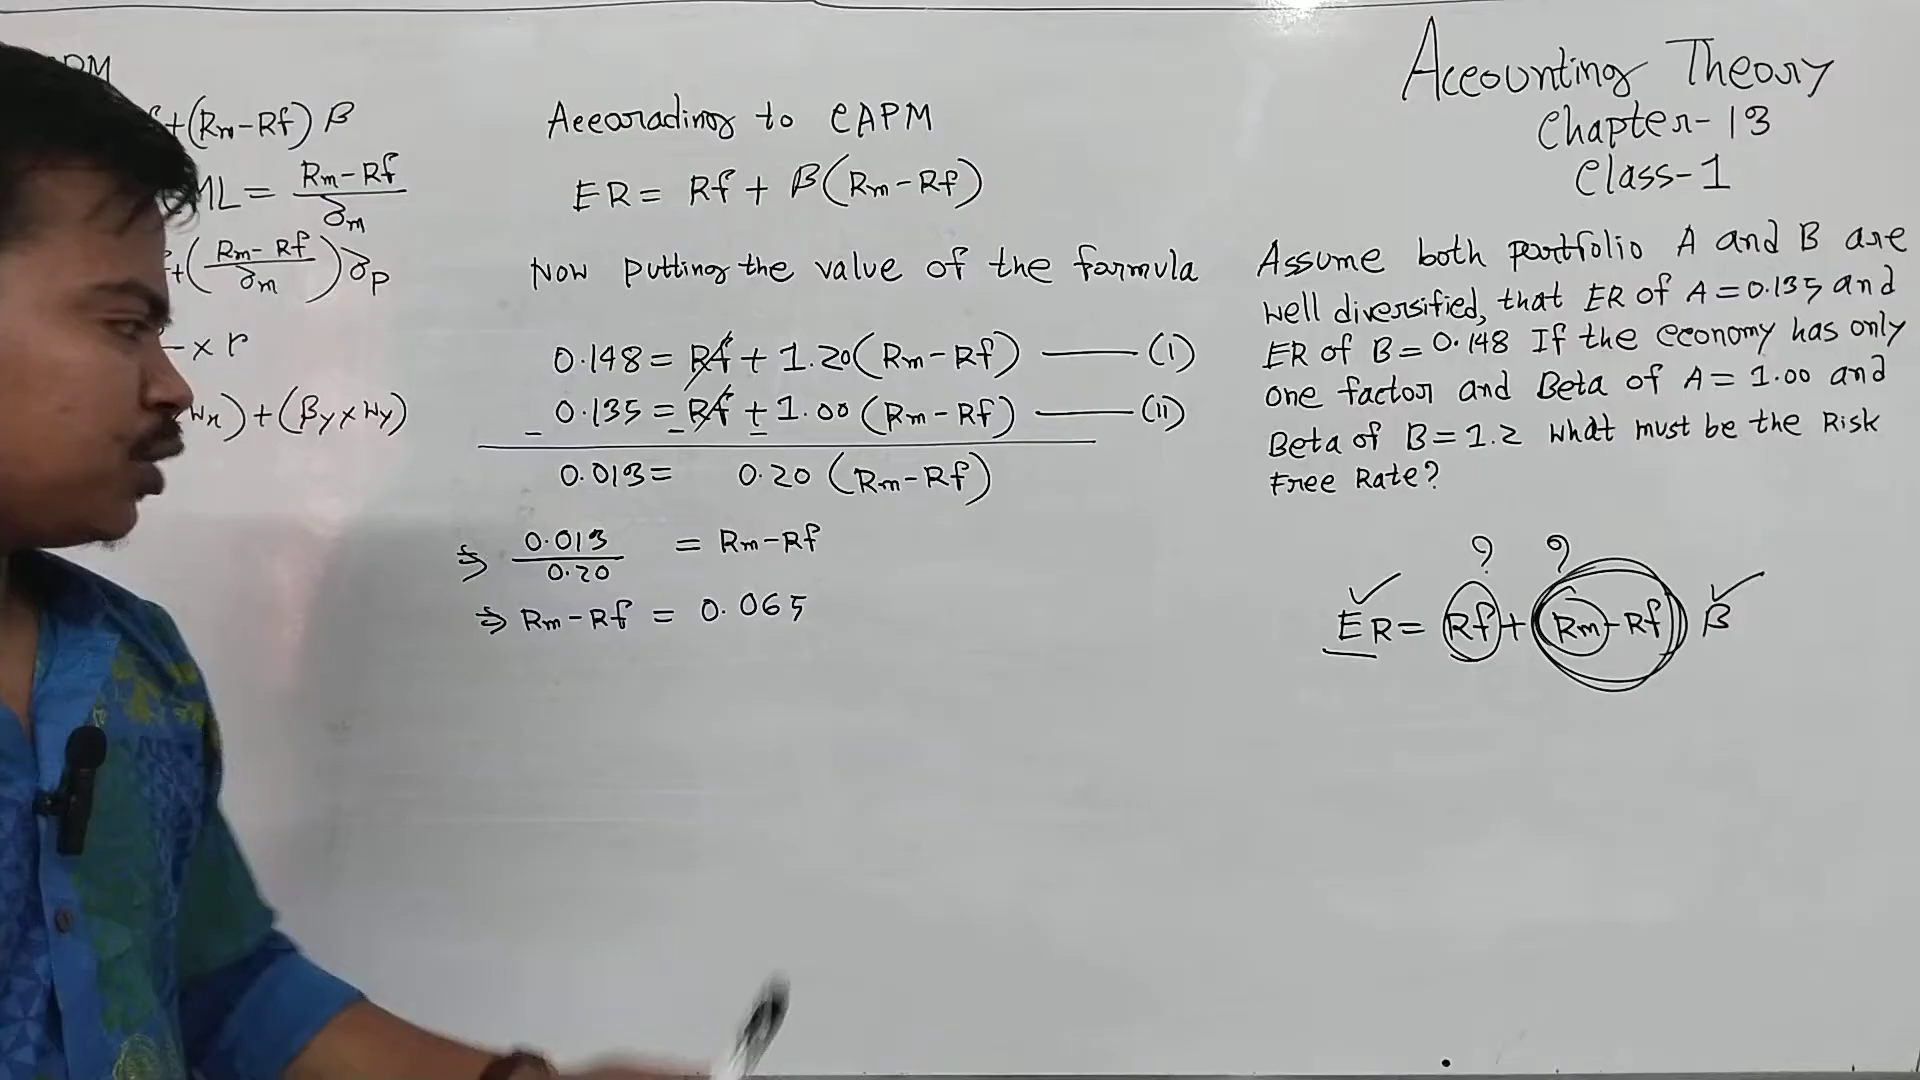 +(Rm-Rf) β
ML = Rm-Rf
σm
+(Rm-Rf
σm)σp
- x r
Wx) + (βy x Wy)
Accorading to CAPM
ER = Rf + β(Rm-Rf)
Now putting the value of the formula
0.148 = Rf + 1.20(Rm-Rf) —— (I)
0.135 = Rf + 1.00 (Rm-Rf) —— (II)
- - -
0.013 = 0.20 (Rm-Rf)
⇒ 0.013 = Rm-Rf
0.20
⇒ Rm-Rf = 0.065
Accounting Theory
Chapter-13
Class-1
Assume both portfolio A and B are
well diversified, that ER of A = 0.135 and
ER of B = 0.148 If the economy has only
one factor and Beta of A = 1.00 and
Beta of B = 1.2 what must be the Risk
Free Rate?
? ?
ER = Rf + (Rm-Rf) β